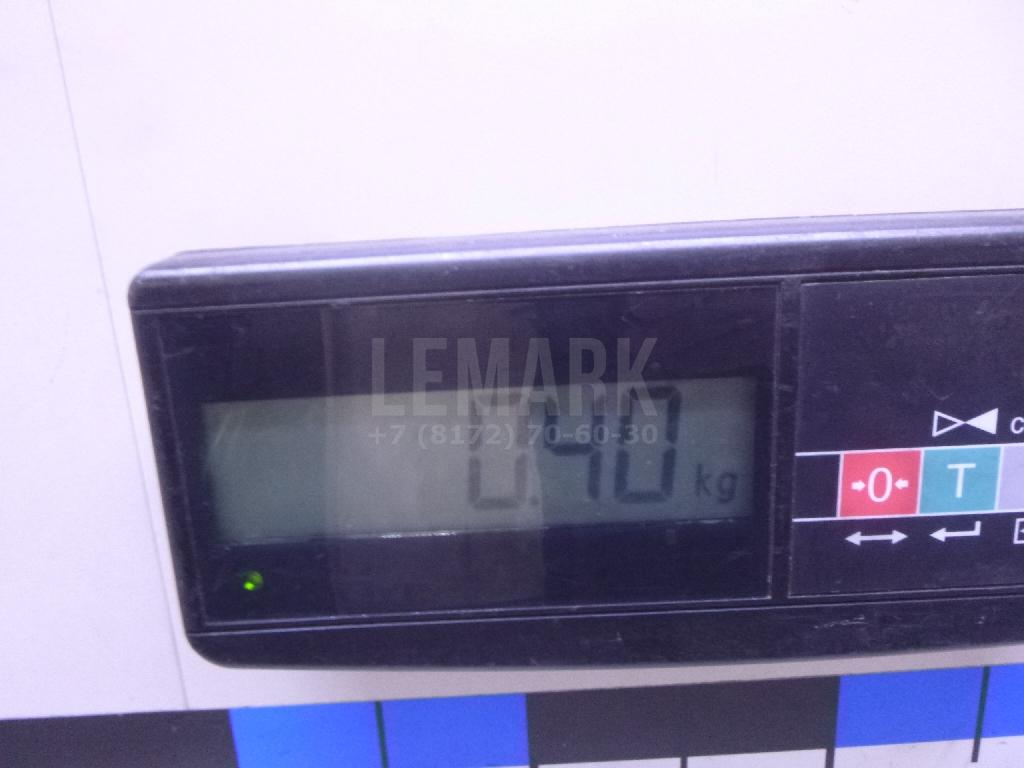 LEMARK
+7 (8172) 70-60-30
0.40 kg
→0←
T